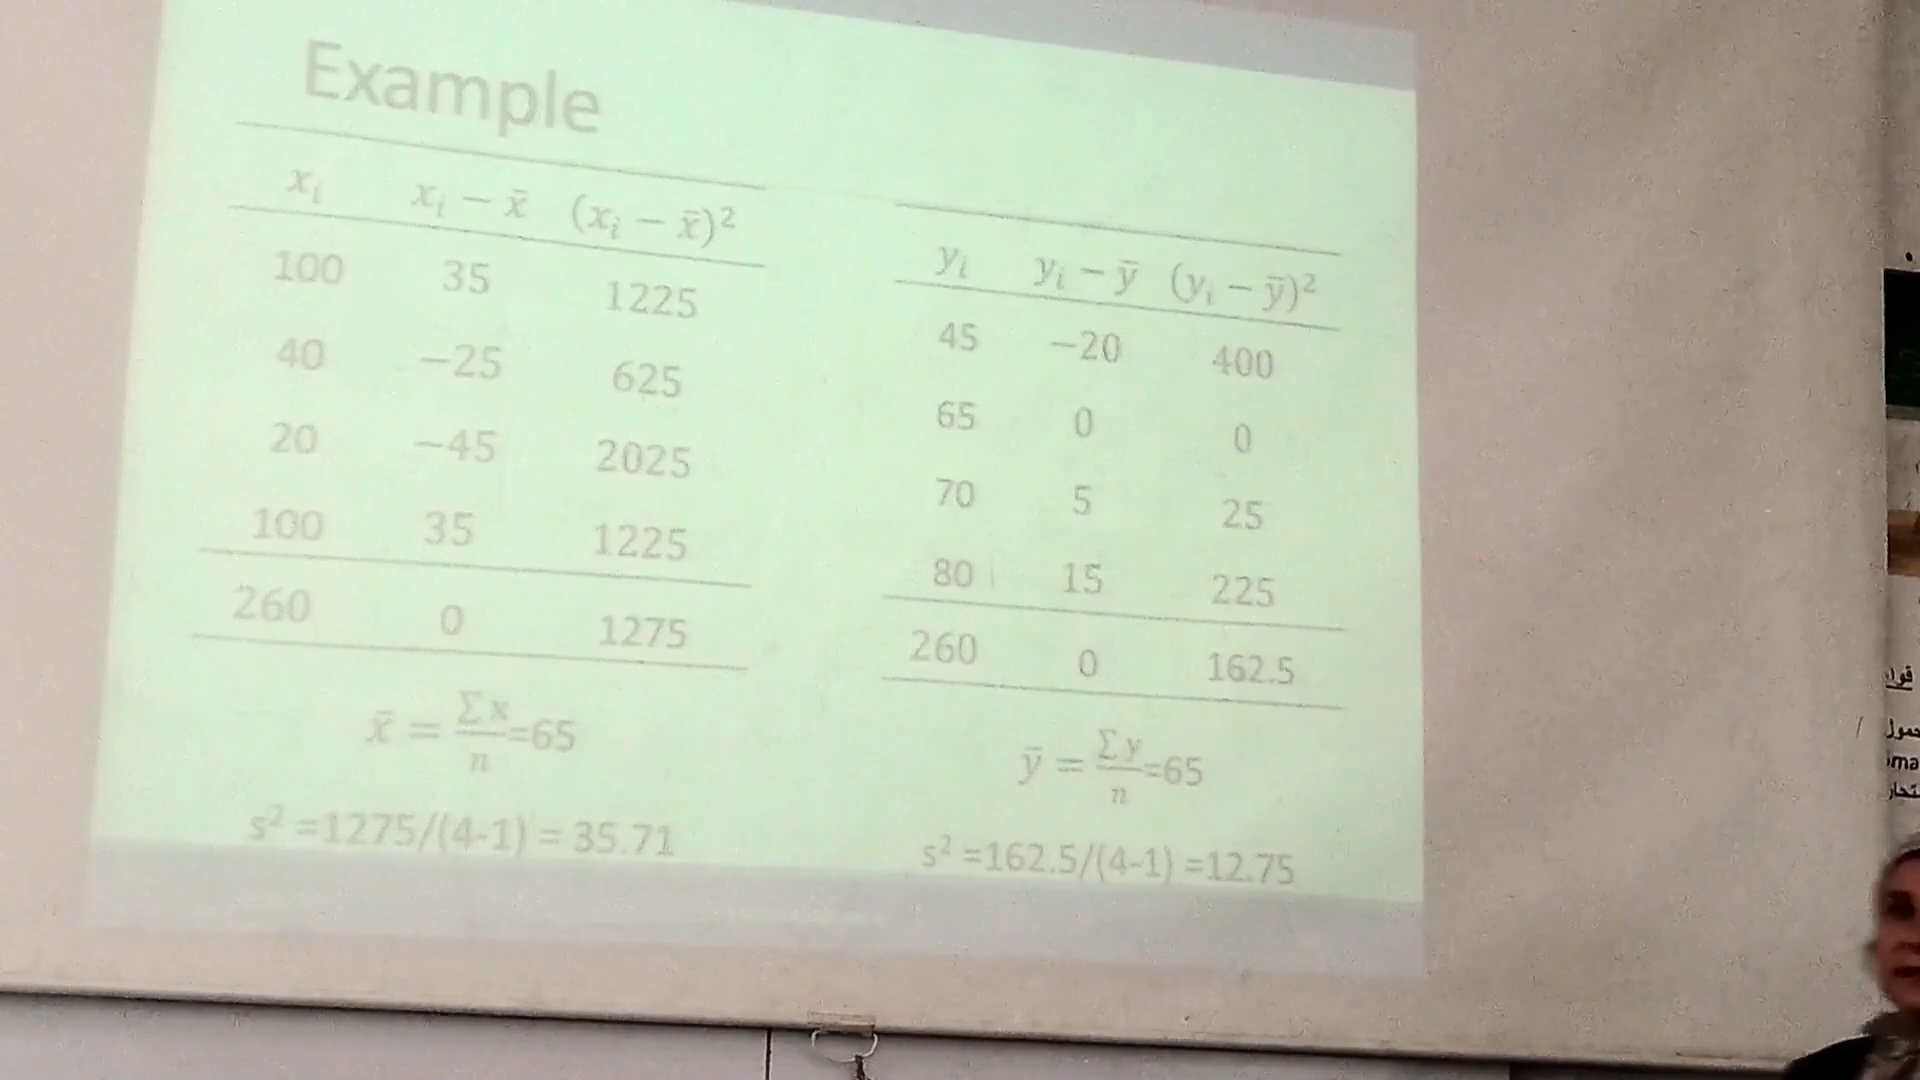 Example
xᵢ xᵢ − x̄ (xᵢ − x̄)²
100 35 1225
40 −25 625
20 −45 2025
100 35 1225
260 0 1275
x̄ = Σx/n =65
s² =1275/(4-1) = 35.71
yᵢ yᵢ − ȳ (yᵢ − ȳ)²
45 −20 400
65 0 0
70 5 25
80 15 225
260 0 162.5
ȳ = Σy/n =65
s² =162.5/(4-1) =12.75